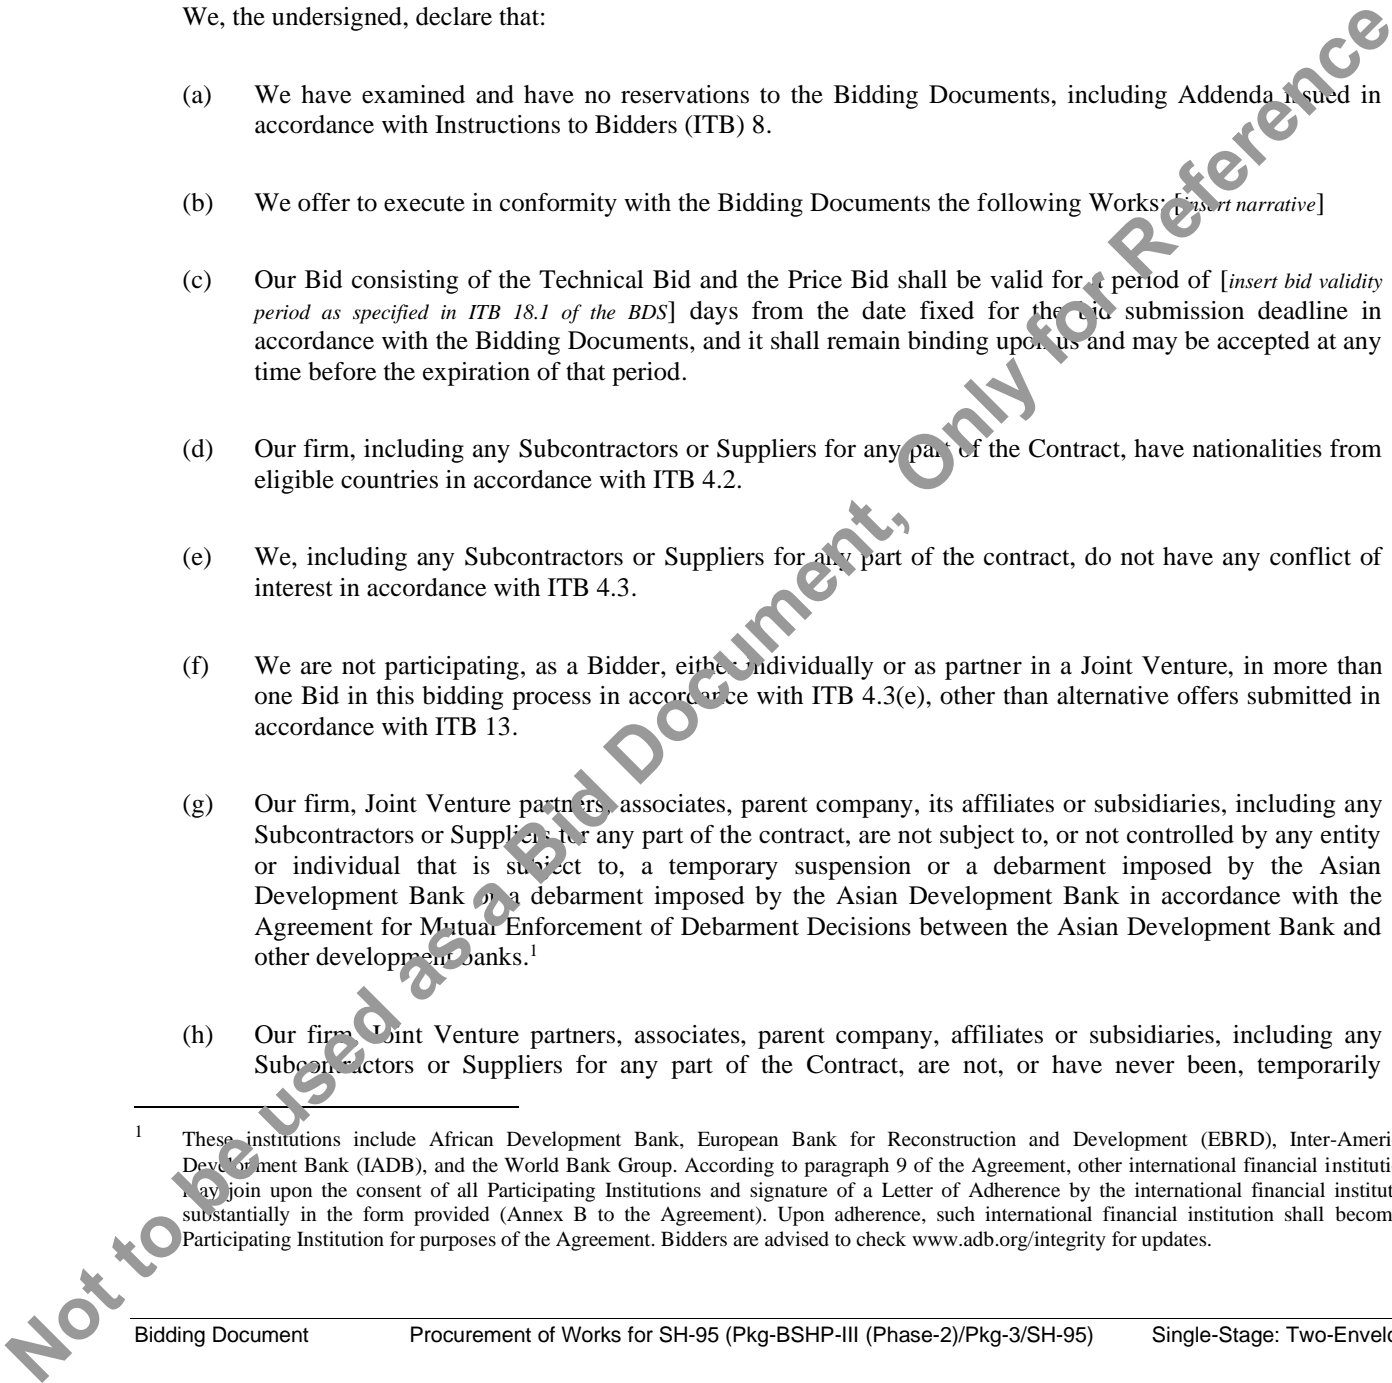 We, the undersigned, declare that:
(a) We have examined and have no reservations to the Bidding Documents, including Addenda issued in
accordance with Instructions to Bidders (ITB) 8.
(b) We offer to execute in conformity with the Bidding Documents the following Works: [insert narrative]
(c) Our Bid consisting of the Technical Bid and the Price Bid shall be valid for a period of [insert bid validity
period as specified in ITB 18.1 of the BDS] days from the date fixed for the bid submission deadline in
accordance with the Bidding Documents, and it shall remain binding upon us and may be accepted at any
time before the expiration of that period.
(d) Our firm, including any Subcontractors or Suppliers for any part of the Contract, have nationalities from
eligible countries in accordance with ITB 4.2.
(e) We, including any Subcontractors or Suppliers for any part of the contract, do not have any conflict of
interest in accordance with ITB 4.3.
(f) We are not participating, as a Bidder, either individually or as partner in a Joint Venture, in more than
one Bid in this bidding process in accordance with ITB 4.3(e), other than alternative offers submitted in
accordance with ITB 13.
(g) Our firm, Joint Venture partners, associates, parent company, its affiliates or subsidiaries, including any
Subcontractors or Suppliers for any part of the contract, are not subject to, or not controlled by any entity
or individual that is subject to, a temporary suspension or a debarment imposed by the Asian
Development Bank or a debarment imposed by the Asian Development Bank in accordance with the
Agreement for Mutual Enforcement of Debarment Decisions between the Asian Development Bank and
other development banks.1
(h) Our firm, Joint Venture partners, associates, parent company, affiliates or subsidiaries, including any
Subcontractors or Suppliers for any part of the Contract, are not, or have never been, temporarily
1 These institutions include African Development Bank, European Bank for Reconstruction and Development (EBRD), Inter-Ameri
Development Bank (IADB), and the World Bank Group. According to paragraph 9 of the Agreement, other international financial instituti
may join upon the consent of all Participating Institutions and signature of a Letter of Adherence by the international financial institut
substantially in the form provided (Annex B to the Agreement). Upon adherence, such international financial institution shall becom
Participating Institution for purposes of the Agreement. Bidders are advised to check www.adb.org/integrity for updates.
Bidding Document Procurement of Works for SH-95 (Pkg-BSHP-III (Phase-2)/Pkg-3/SH-95) Single-Stage: Two-Envel
Not to be used as a Bid Document, Only for Reference